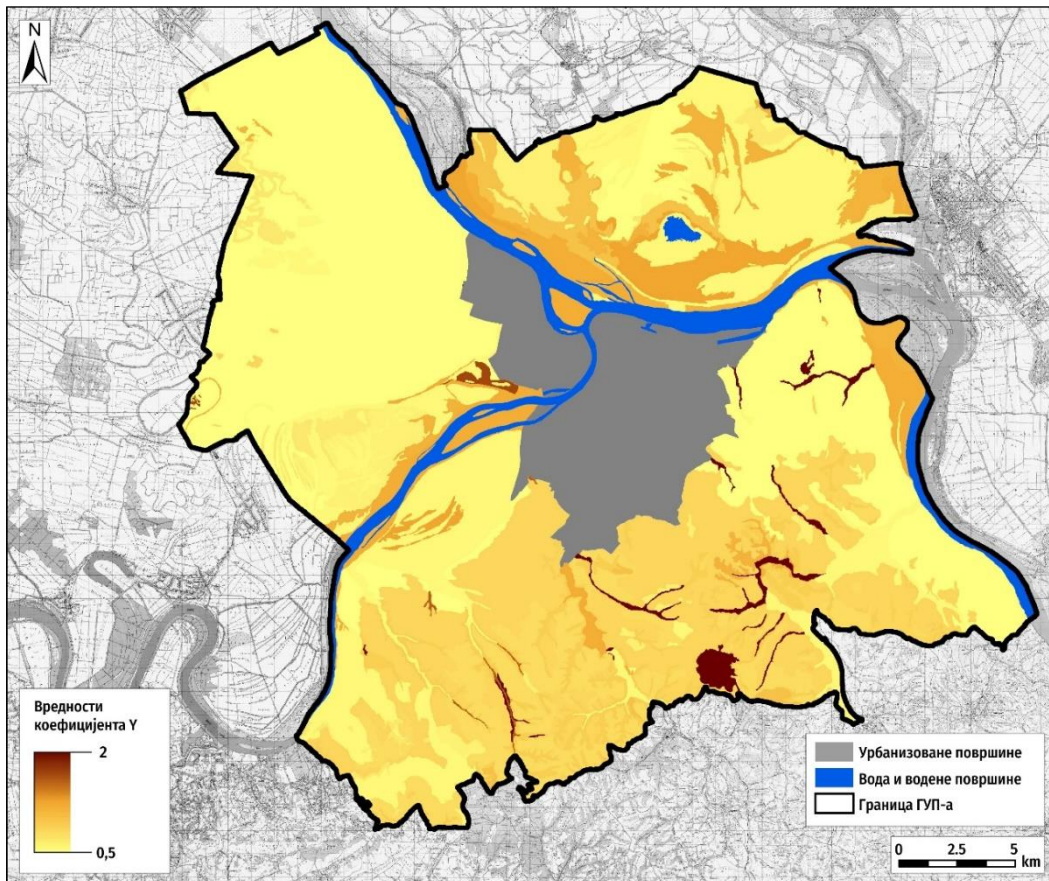 N
Вредности
коефицијента Y
2
0,5
Урбанизоване површине
Вода и водене површине
Граница ГУП-а
0 2.5 5
km